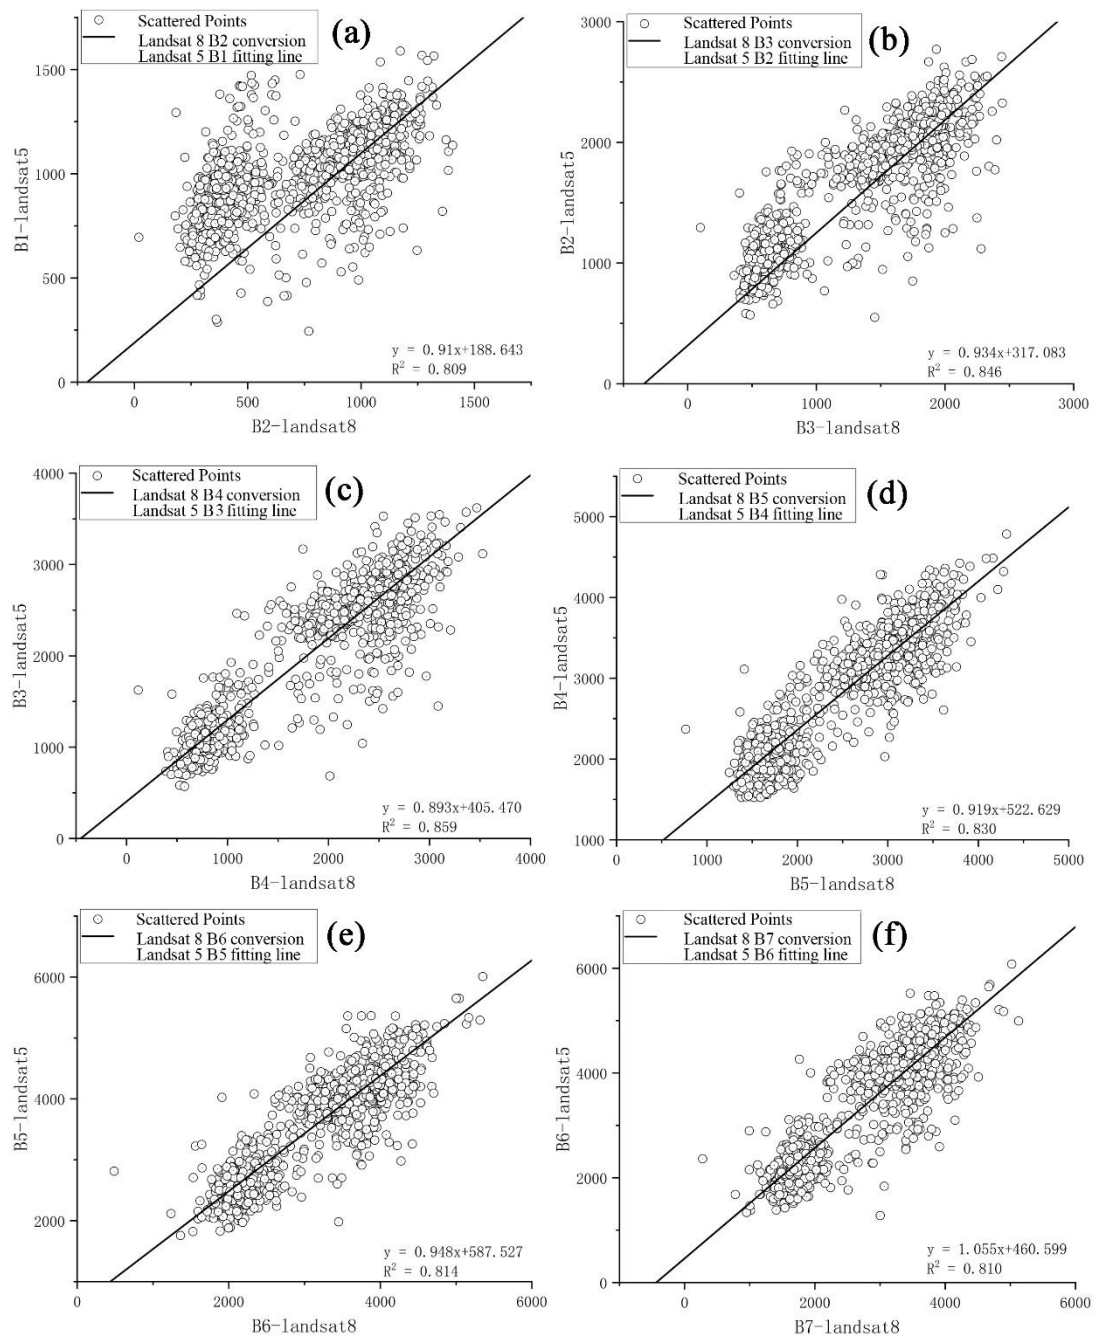 Scattered Points
Landsat 8 B2 conversion
Landsat 5 B1 fitting line
(a)
1500
1000
500
0
B1-landsat5
y = 0.91x+188.643
R² = 0.809
0 500 1000 1500
B2-landsat8
Scattered Points
Landsat 8 B3 conversion
Landsat 5 B2 fitting line
(b)
3000
2000
1000
0
B2-landsat5
y = 0.934x+317.083
R² = 0.846
0 1000 2000 3000
B3-landsat8
Scattered Points
Landsat 8 B4 conversion
Landsat 5 B3 fitting line
(c)
4000
3000
2000
1000
0
B3-landsat5
y = 0.893x+405.470
R² = 0.859
0 1000 2000 3000 4000
B4-landsat8
Scattered Points
Landsat 8 B5 conversion
Landsat 5 B4 fitting line
(d)
5000
4000
3000
2000
1000
B4-landsat5
y = 0.919x+522.629
R² = 0.830
0 1000 2000 3000 4000 5000
B5-landsat8
Scattered Points
Landsat 8 B6 conversion
Landsat 5 B5 fitting line
(e)
6000
4000
2000
B5-landsat5
y = 0.948x+587.527
R² = 0.814
0 2000 4000 6000
B6-landsat8
Scattered Points
Landsat 8 B7 conversion
Landsat 5 B6 fitting line
(f)
6000
4000
2000
0
B6-landsat5
y = 1.055x+460.599
R² = 0.810
0 2000 4000 6000
B7-landsat8